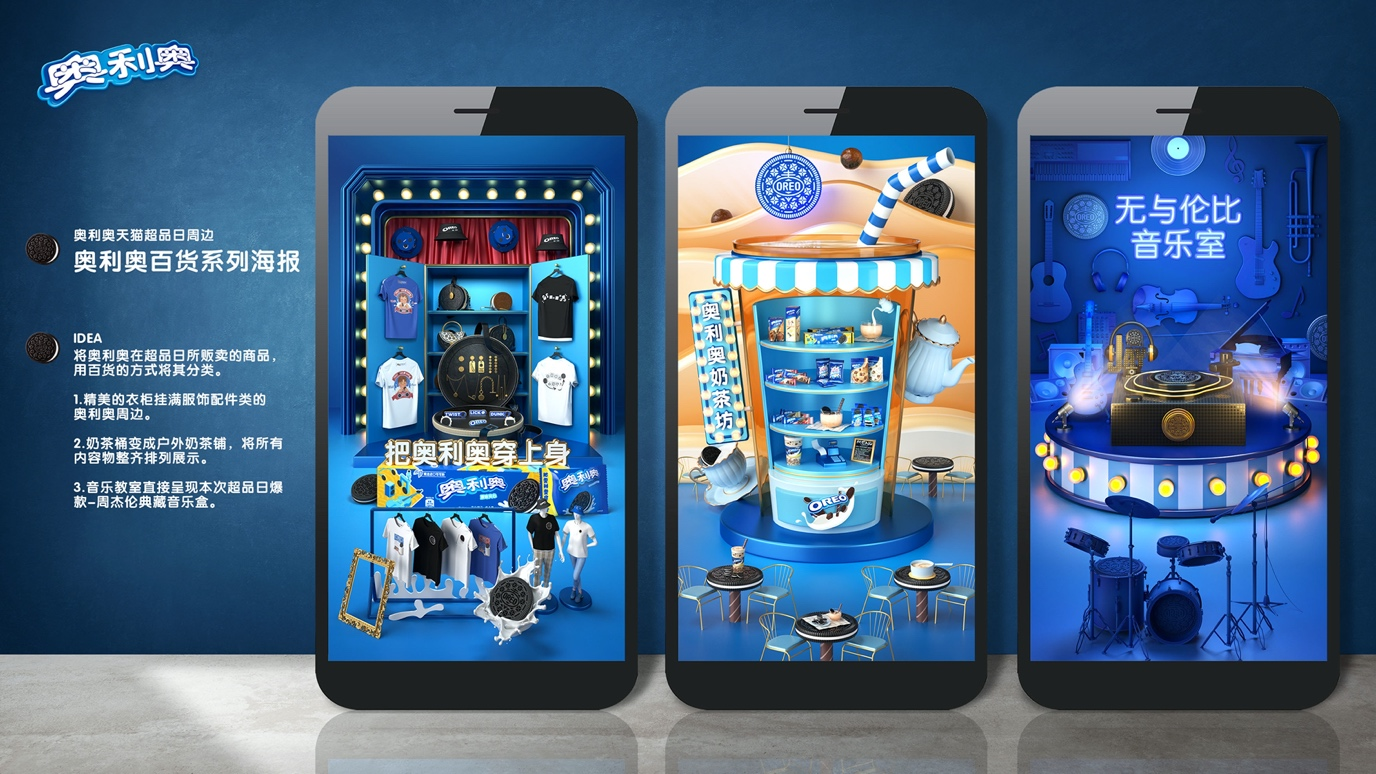 奥利奥
奥利奥天猫超品日周边
奥利奥百货系列海报
IDEA
将奥利奥在超品日所贩卖的商品，
用百货的方式将其分类。
1.精美的衣柜挂满服饰配件类的
奥利奥周边。
2.奶茶桶变成户外奶茶铺，将所有
内容物整齐排列展示。
3.音乐教室直接呈现本次超品日爆
款-周杰伦典藏音乐盒。
TWIST
LICK
DUNK
把奥利奥穿上身
奥利奥
奥利奥
OREO
奥利奥奶茶坊
OREO
无与伦比
音乐室